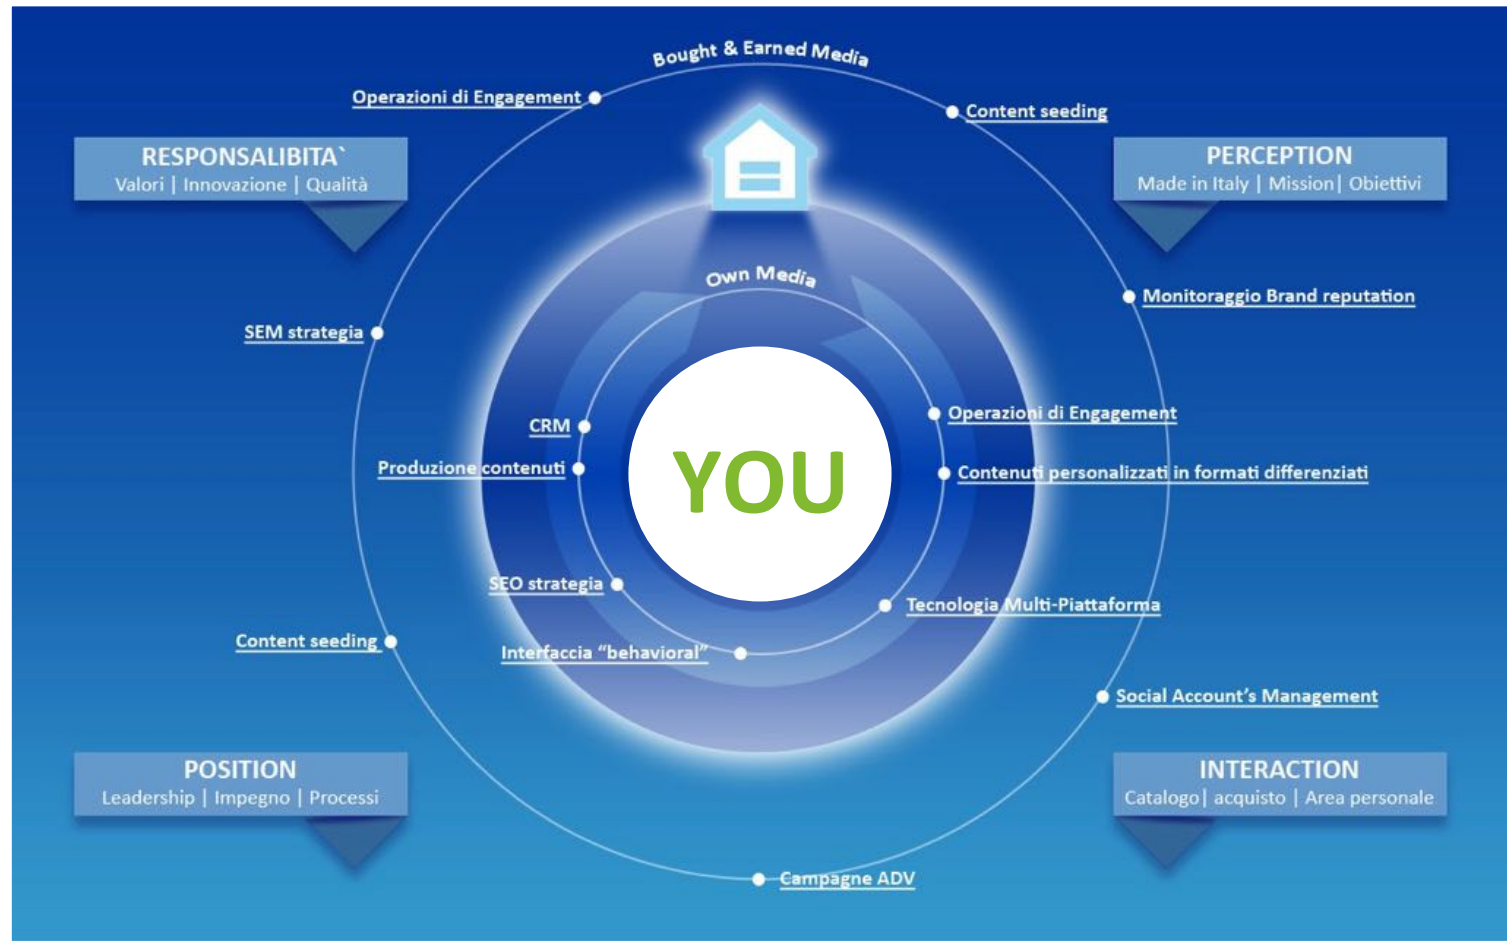 Bought & Earned Media
Operazioni di Engagement
Content seeding
RESPONSALIBITA`
Valori | Innovazione | Qualità
PERCEPTION
Made in Italy | Mission| Obiettivi
Own Media
Monitoraggio Brand reputation
SEM strategia
Operazioni di Engagement
CRM
Produzione contenuti
Contenuti personalizzati in formati differenziati
YOU
SEO strategia
Tecnologia Multi-Piattaforma
Content seeding
Interfaccia “behavioral”
Social Account’s Management
POSITION
Leadership | Impegno | Processi
INTERACTION
Catalogo| acquisto | Area personale
Campagne ADV